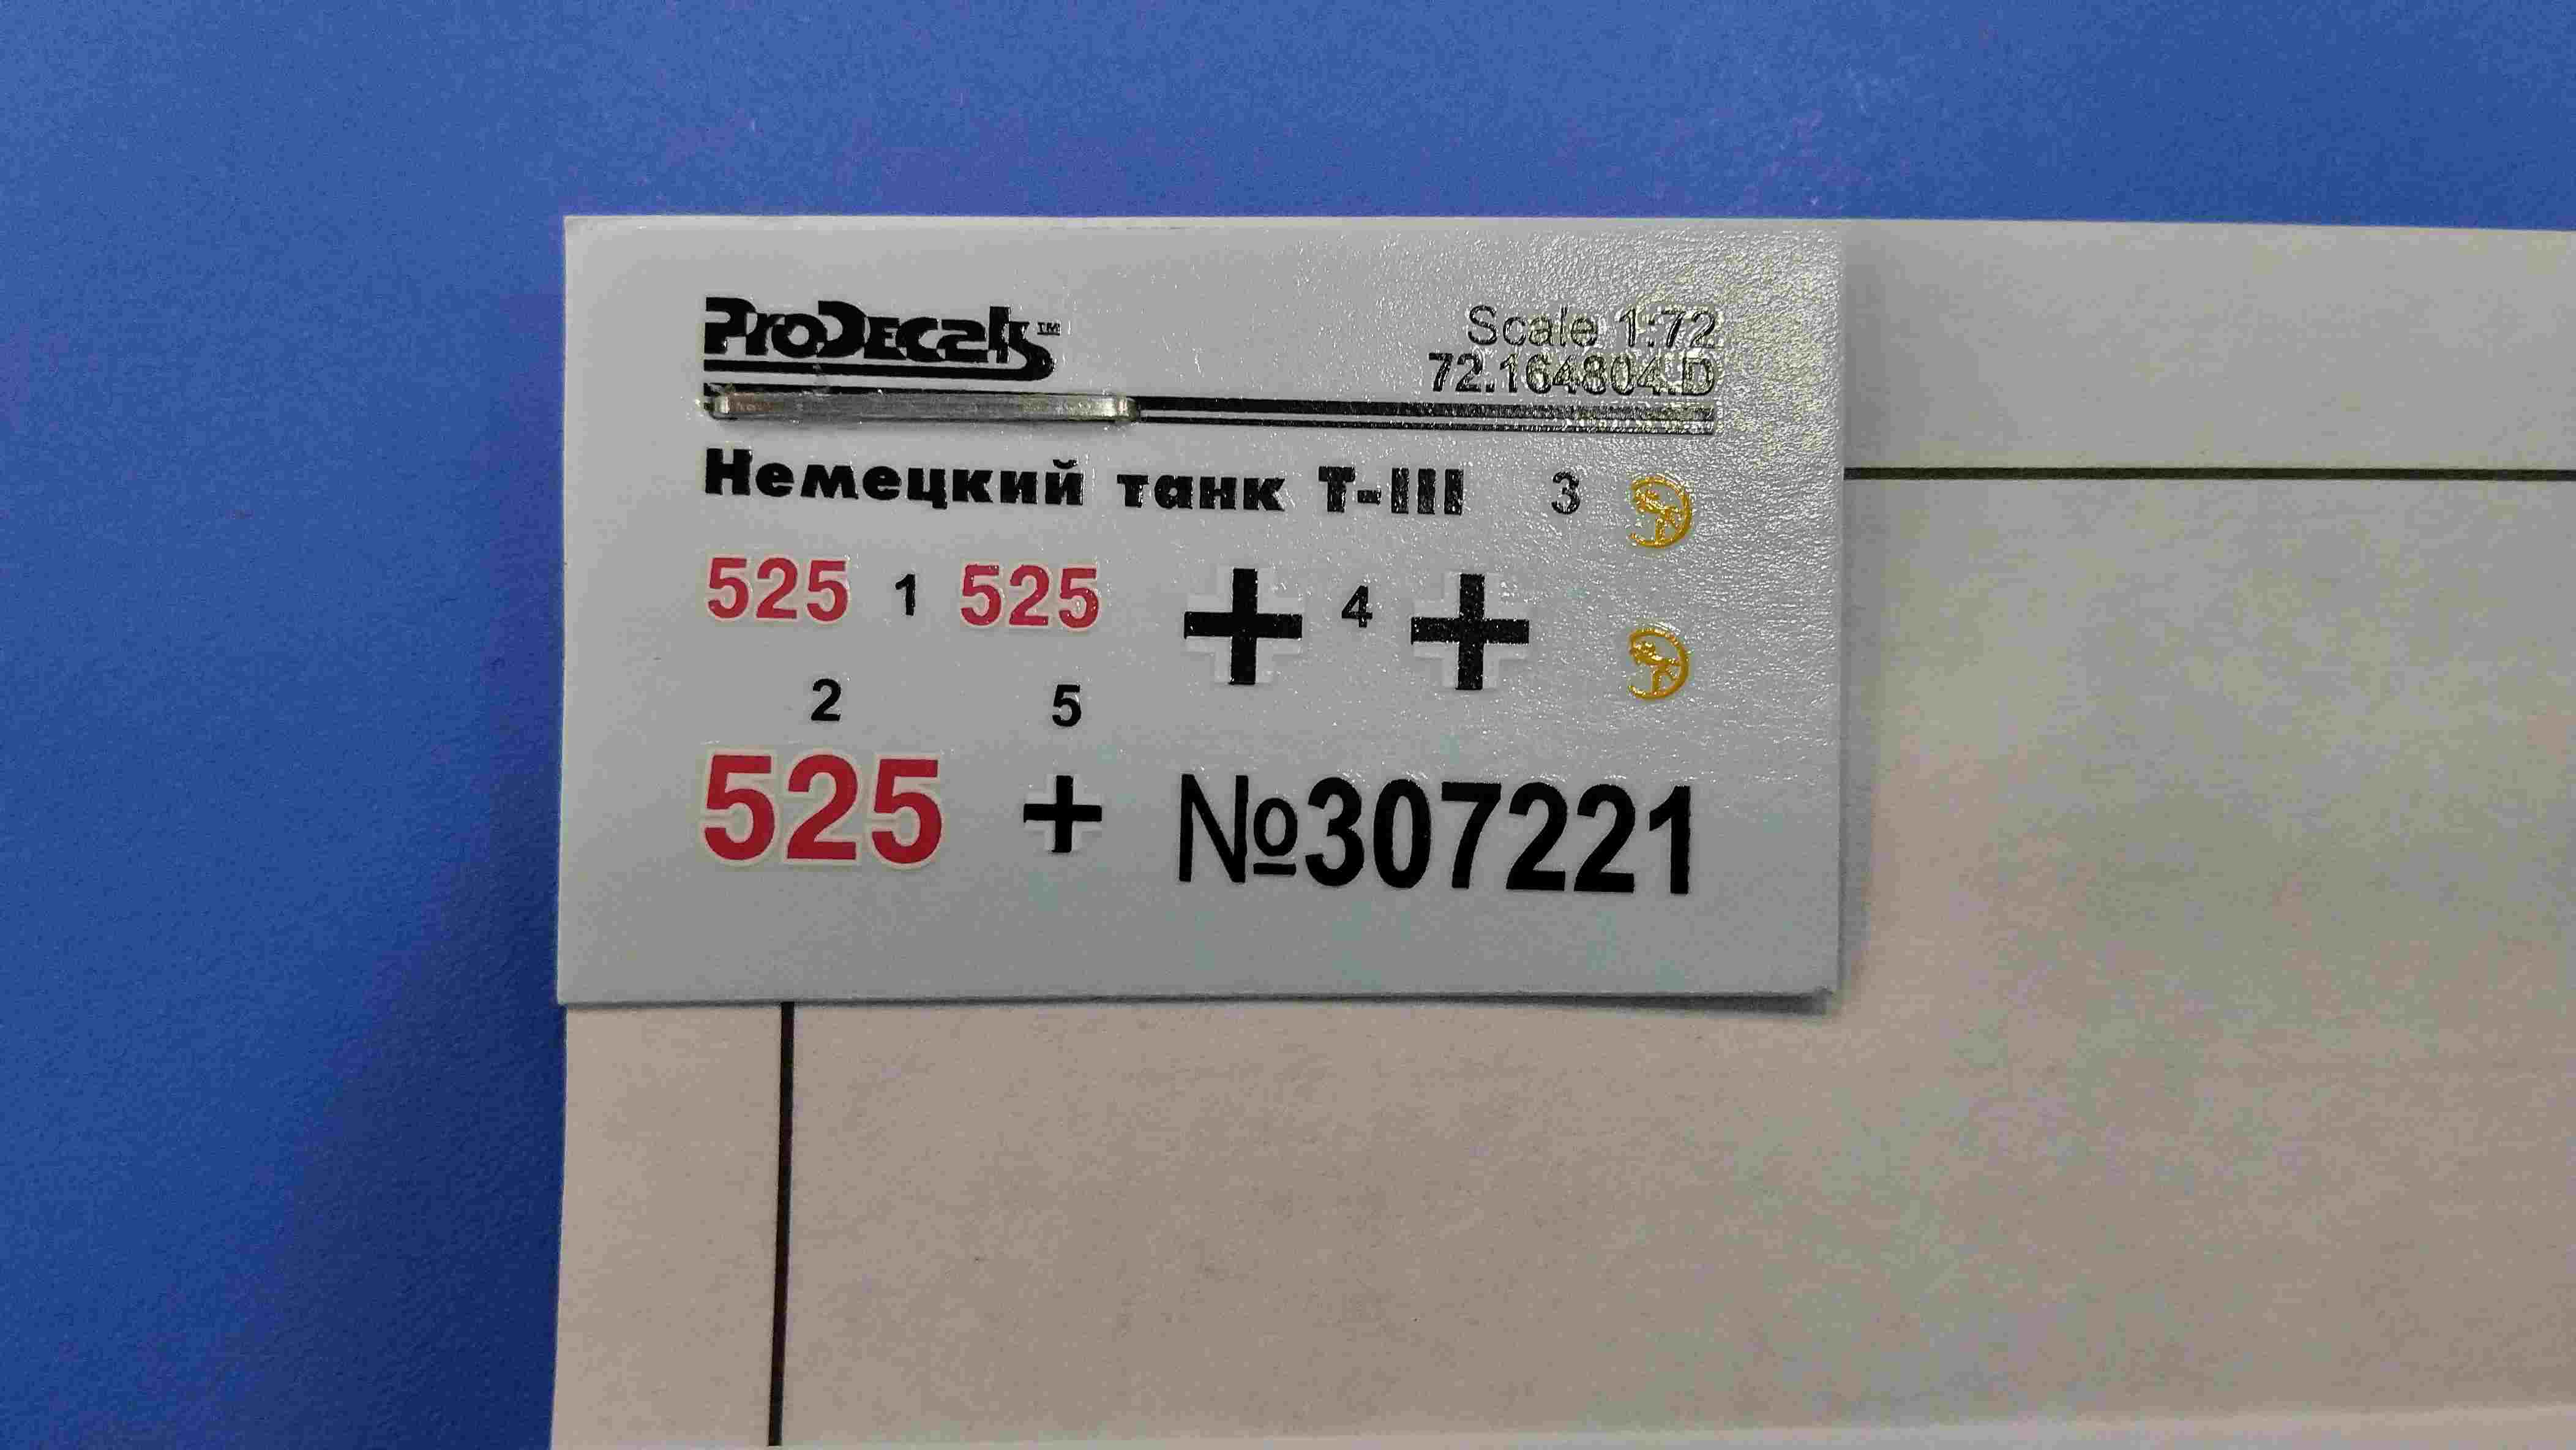 ProDecals™
Scale 1:72
72.164804.D
Немецкий танк Т-III 3
525 1 525 4
2 5
525 №307221